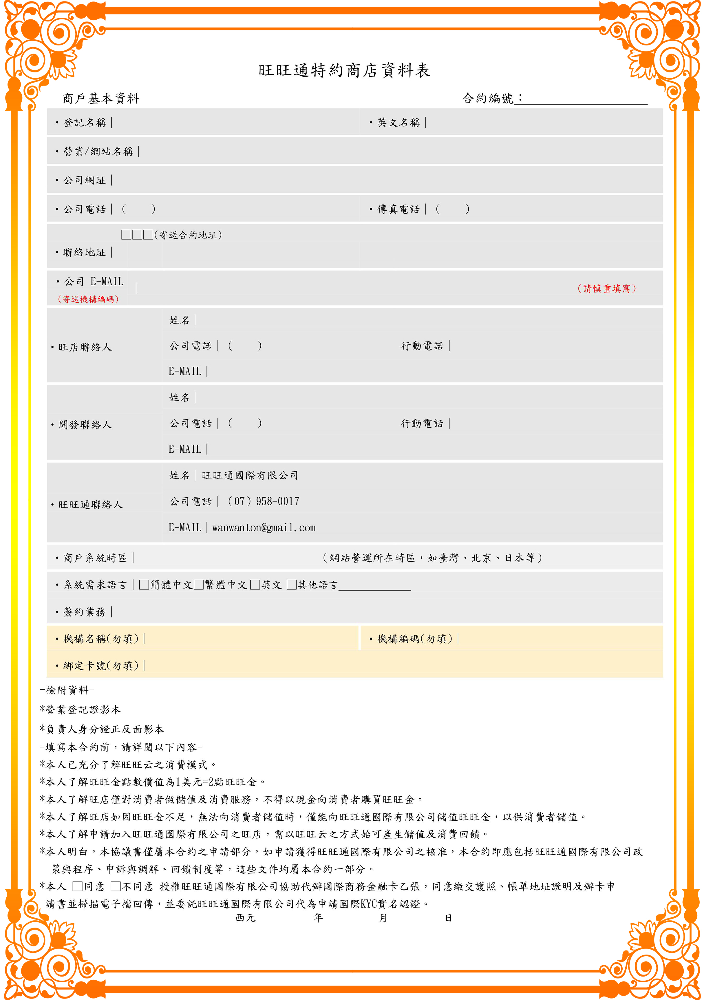 旺旺通特約商店資料表
商戶基本資料 合約編號：
・登記名稱｜ ・英文名稱｜
・營業/網站名稱｜
・公司網址｜
・公司電話｜（ ） ・傳真電話｜（ ）
□□□(寄送合約地址)
・聯絡地址｜
・公司 E-MAIL ｜
（請慎重填寫）
（寄送機構編碼）
姓名｜
・旺店聯絡人 公司電話｜（ ） 行動電話｜
E-MAIL｜
姓名｜
・開發聯絡人 公司電話｜（ ） 行動電話｜
E-MAIL｜
姓名｜旺旺通國際有限公司
・旺旺通聯絡人 公司電話｜（07）958-0017
E-MAIL｜wanwanton@gmail.com
・商戶系統時區｜ （網站營運所在時區，如臺灣、北京、日本等）
・系統需求語言｜□簡體中文□繁體中文 □英文 □其他語言
・簽約業務｜
・機構名稱(勿填)｜ ・機構編碼(勿填)｜
・綁定卡號(勿填)｜
-檢附資料-
*營業登記證影本
*負責人身分證正反面影本
-填寫本合約前，請詳閱以下內容-
*本人已充分了解旺旺云之消費模式。
*本人了解旺旺金點數價值為1美元=2點旺旺金。
*本人了解旺店僅對消費者做儲值及消費服務，不得以現金向消費者購買旺旺金。
*本人了解旺店如因旺旺金不足，無法向消費者儲值時，僅能向旺旺通國際有限公司儲值旺旺金，以供消費者儲值。
*本人了解申請加入旺旺通國際有限公司之旺店，需以旺旺云之方式始可產生儲值及消費回饋。
*本人明白，本協議書僅屬本合約之申請部分，如申請獲得旺旺通國際有限公司之核准，本合約即應包括旺旺通國際有限公司政
策與程序、申訴與調解、回饋制度等，這些文件均屬本合約一部分。
*本人 □同意 □不同意 授權旺旺通國際有限公司協助代辦國際商務金融卡乙張，同意繳交護照、帳單地址證明及辦卡申
請書並掃描電子檔回傳，並委託旺旺通國際有限公司代為申請國際KYC實名認證。
西元 年 月 日